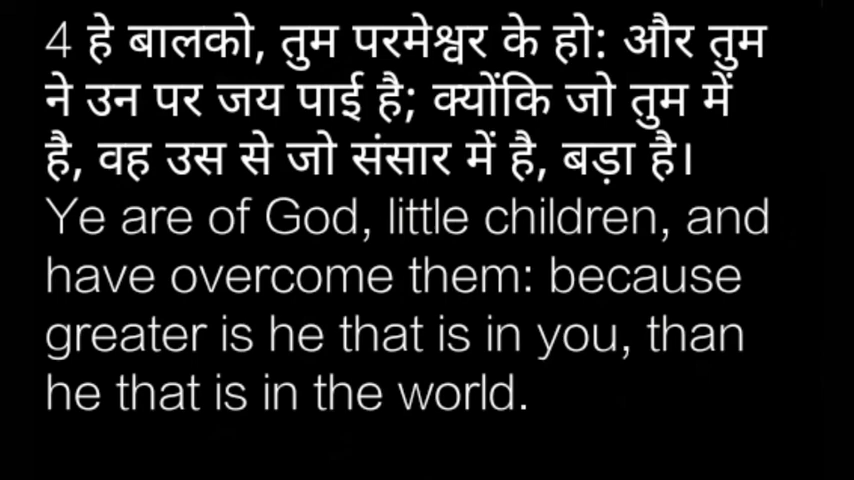 4 हे बालको, तुम परमेश्वर के हो: और तुम
ने उन पर जय पाई है; क्योंकि जो तुम में
है, वह उस से जो संसार में है, बड़ा है।
Ye are of God, little children, and
have overcome them: because
greater is he that is in you, than
he that is in the world.